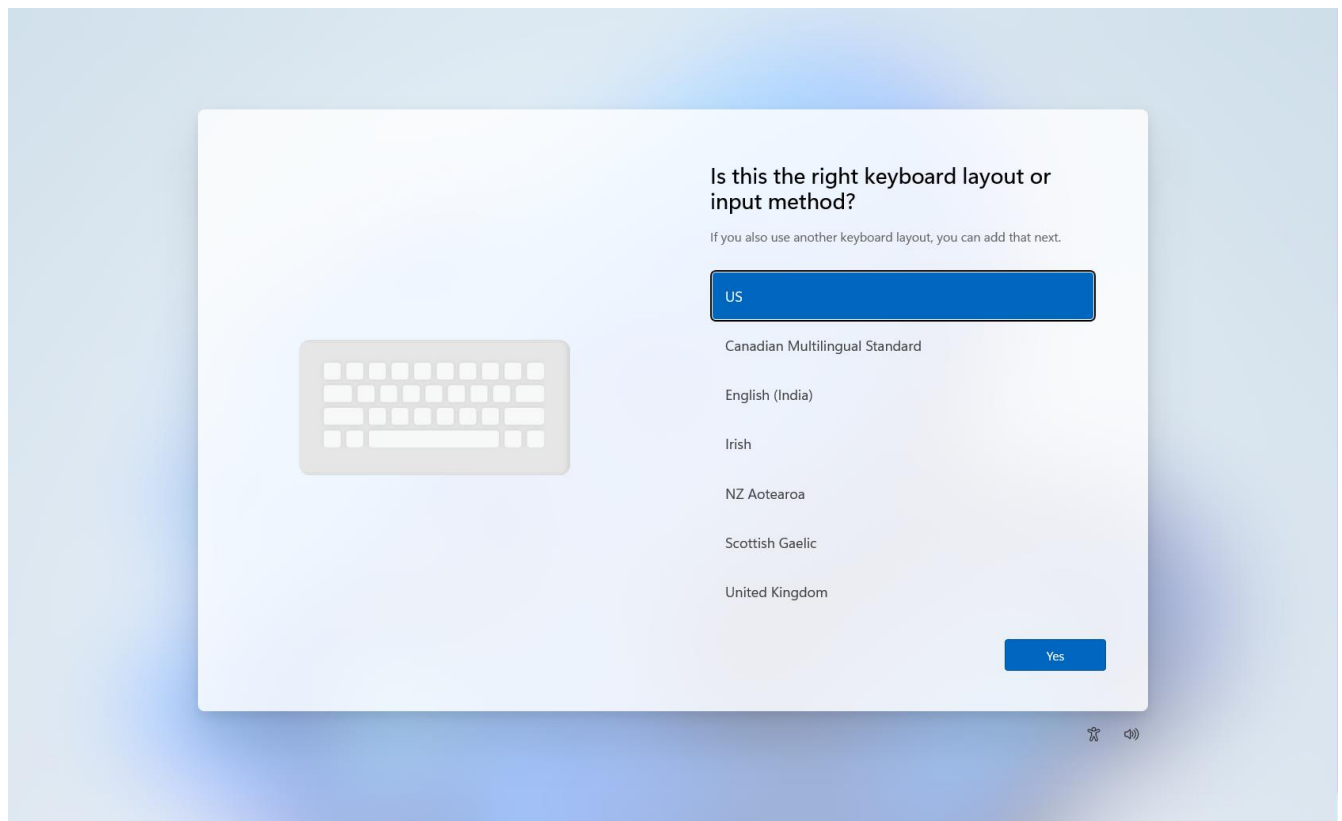 Is this the right keyboard layout or
input method?
If you also use another keyboard layout, you can add that next.
US
Canadian Multilingual Standard
English (India)
Irish
NZ Aotearoa
Scottish Gaelic
United Kingdom
Yes